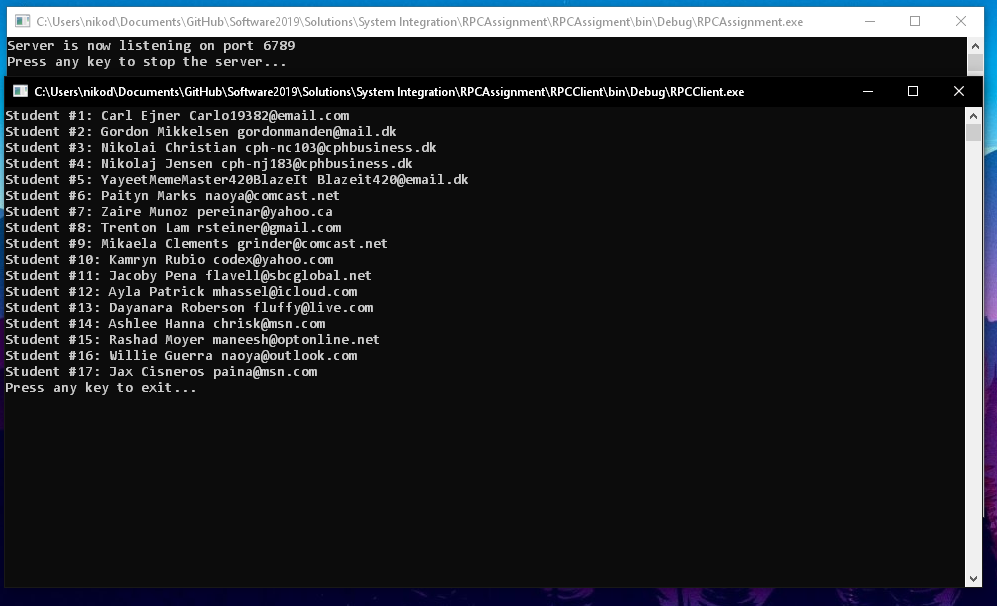 C:\Users\nikod\Documents\GitHub\Software2019\Solutions\System Integration\RPCAssignment\RPCAssigment\bin\Debug\RPCAssignment.exe
Server is now listening on port 6789
Press any key to stop the server...
C:\Users\nikod\Documents\GitHub\Software2019\Solutions\System Integration\RPCAssignment\RPCClient\bin\Debug\RPCClient.exe
Student #1: Carl Ejner Carlo19382@email.com
Student #2: Gordon Mikkelsen gordonmanden@mail.dk
Student #3: Nikolai Christian cph-nc103@cphbusiness.dk
Student #4: Nikolaj Jensen cph-nj183@cphbusiness.dk
Student #5: YayeetMemeMaster420BlazeIt Blazeit420@email.dk
Student #6: Paityn Marks naoya@comcast.net
Student #7: Zaire Munoz pereinar@yahoo.ca
Student #8: Trenton Lam rsteiner@gmail.com
Student #9: Mikaela Clements grinder@comcast.net
Student #10: Kamryn Rubio codex@yahoo.com
Student #11: Jacoby Pena flavell@sbcglobal.net
Student #12: Ayla Patrick mhassel@icloud.com
Student #13: Dayanara Roberson fluffy@live.com
Student #14: Ashlee Hanna chrisk@msn.com
Student #15: Rashad Moyer maneesh@optonline.net
Student #16: Willie Guerra naoya@outlook.com
Student #17: Jax Cisneros paina@msn.com
Press any key to exit...